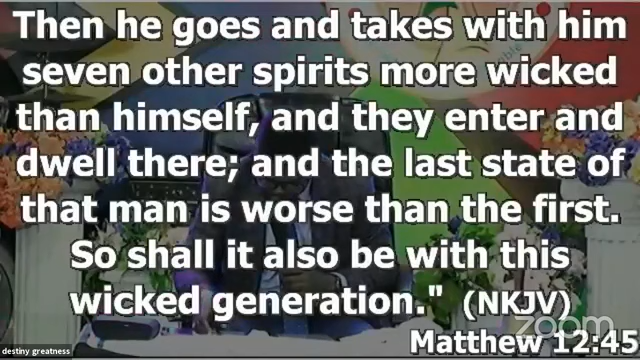 Then he goes and takes with him
seven other spirits more wicked
than himself, and they enter and
dwell there; and the last state of
that man is worse than the first.
So shall it also be with this
wicked generation." (NKJV)
zoom
Matthew 12:45
destiny greatness